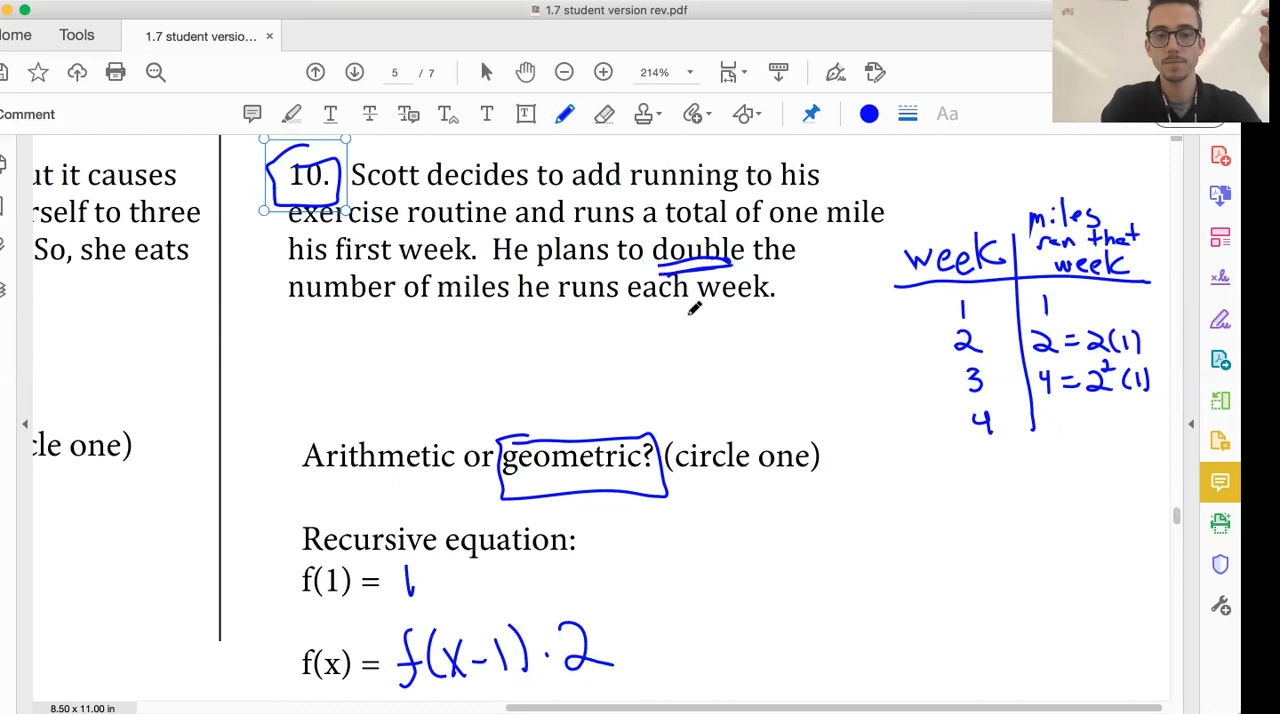 1.7 student version rev.pdf
ome Tools 1.7 student versio... ×
5 / 7 214%
Comment Aa
ut it causes
rself to three
So, she eats
cle one)
10. Scott decides to add running to his
exercise routine and runs a total of one mile
his first week. He plans to double the
number of miles he runs each week.
week miles ran that week
1 1
2 2 = 2(1)
3 4 = 2²(1)
4
Arithmetic or geometric? (circle one)
Recursive equation:
f(1) = 1
f(x) = f(x-1) · 2
8.50 x 11.00 in